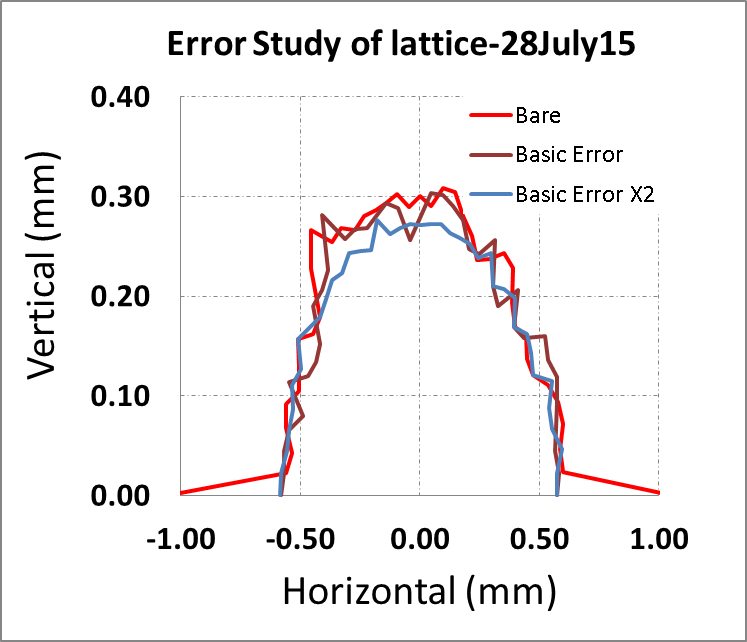 Error Study of lattice-28July15
0.40
0.30
0.20
0.10
0.00
Vertical (mm)
Bare
Basic Error
Basic Error X2
-1.00 -0.50 0.00 0.50 1.00
Horizontal (mm)